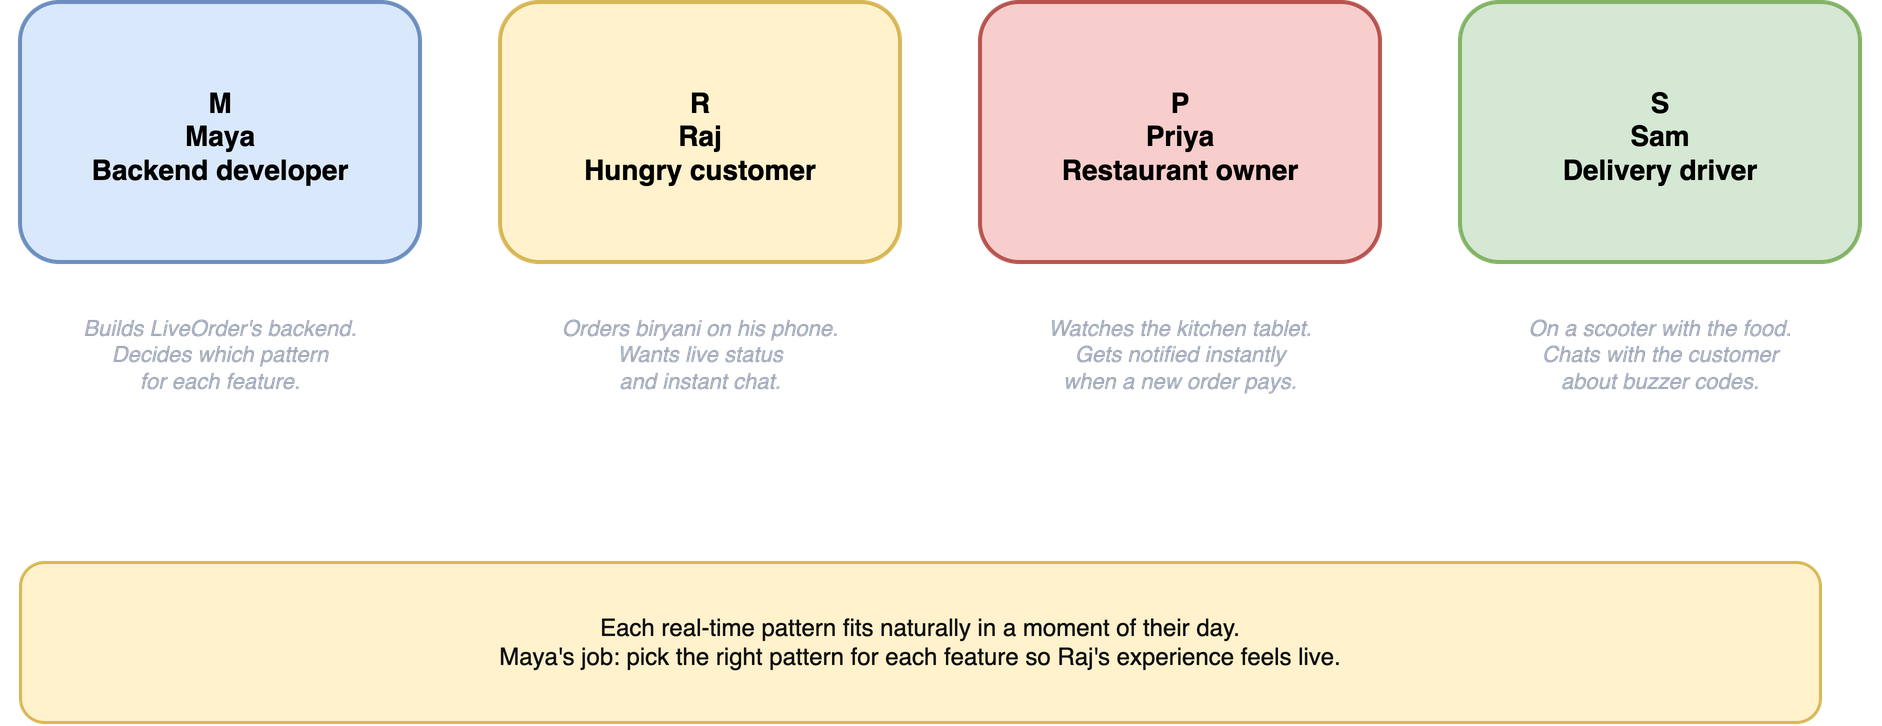 M
Maya
Backend developer
Builds LiveOrder's backend.
Decides which pattern
for each feature.
R
Raj
Hungry customer
Orders biryani on his phone.
Wants live status
and instant chat.
P
Priya
Restaurant owner
Watches the kitchen tablet.
Gets notified instantly
when a new order pays.
S
Sam
Delivery driver
On a scooter with the food.
Chats with the customer
about buzzer codes.
Each real-time pattern fits naturally in a moment of their day.
Maya's job: pick the right pattern for each feature so Raj's experience feels live.